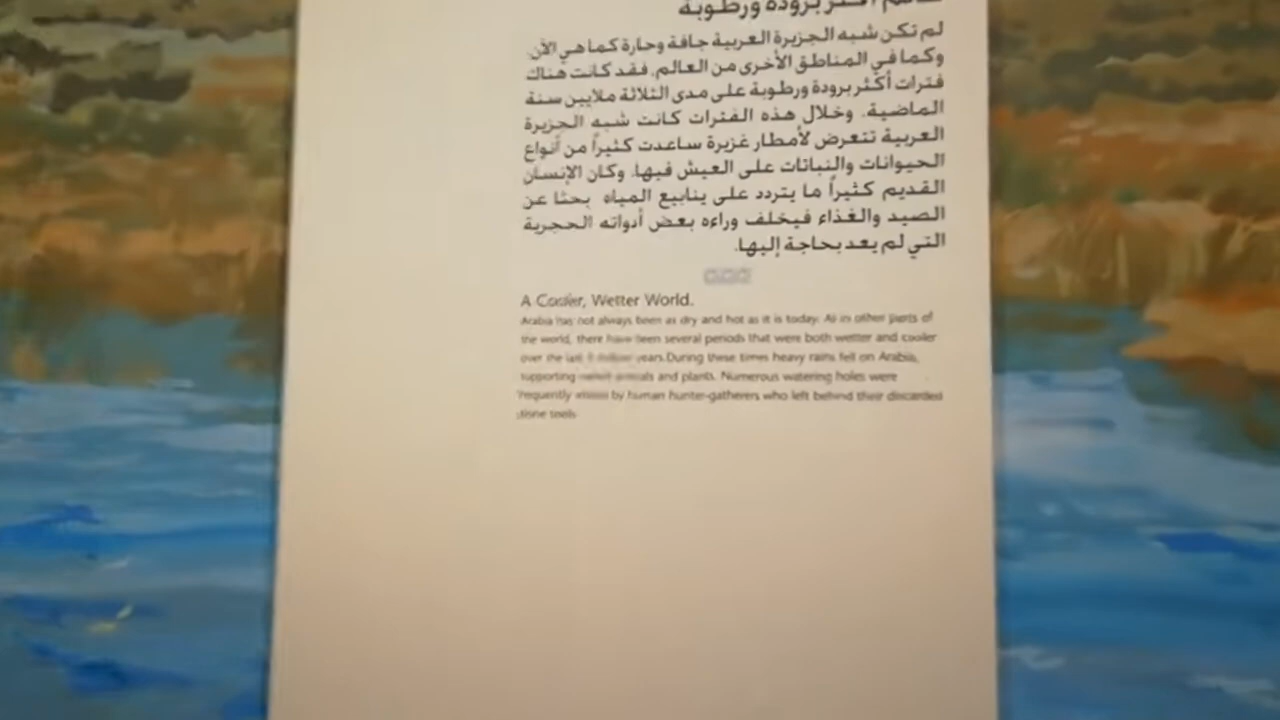 عالم أكثر برودة ورطوبة
لم تكن شبه الجزيرة العربية جافة وحارة كما هي الآن.
وكما في المناطق الأخرى من العالم. فقد كانت هناك
فترات أكثر برودة ورطوبة على مدى الثلاثة ملايين سنة
الماضية. وخلال هذه الفترات كانت شبه الجزيرة
العربية تتعرض لأمطار غزيرة ساعدت كثيراً من أنواع
الحيوانات والنباتات على العيش فيها. وكان الإنسان
القديم كثيراً ما يتردد على ينابيع المياه بحثا عن
الصيد والغذاء فيخلف وراءه بعض أدواته الحجرية
التي لم يعد بحاجة إليها.
A Cooler, Wetter World.
Arabia has not always been as dry and hot as it is today. As in other parts of
the world, there have been several periods that were both wetter and cooler
over the last million years. During these times heavy rains fell on Arabia,
supporting and plants. Numerous watering holes were
frequently by human hunter-gatherers who left behind their discarded
stone tools